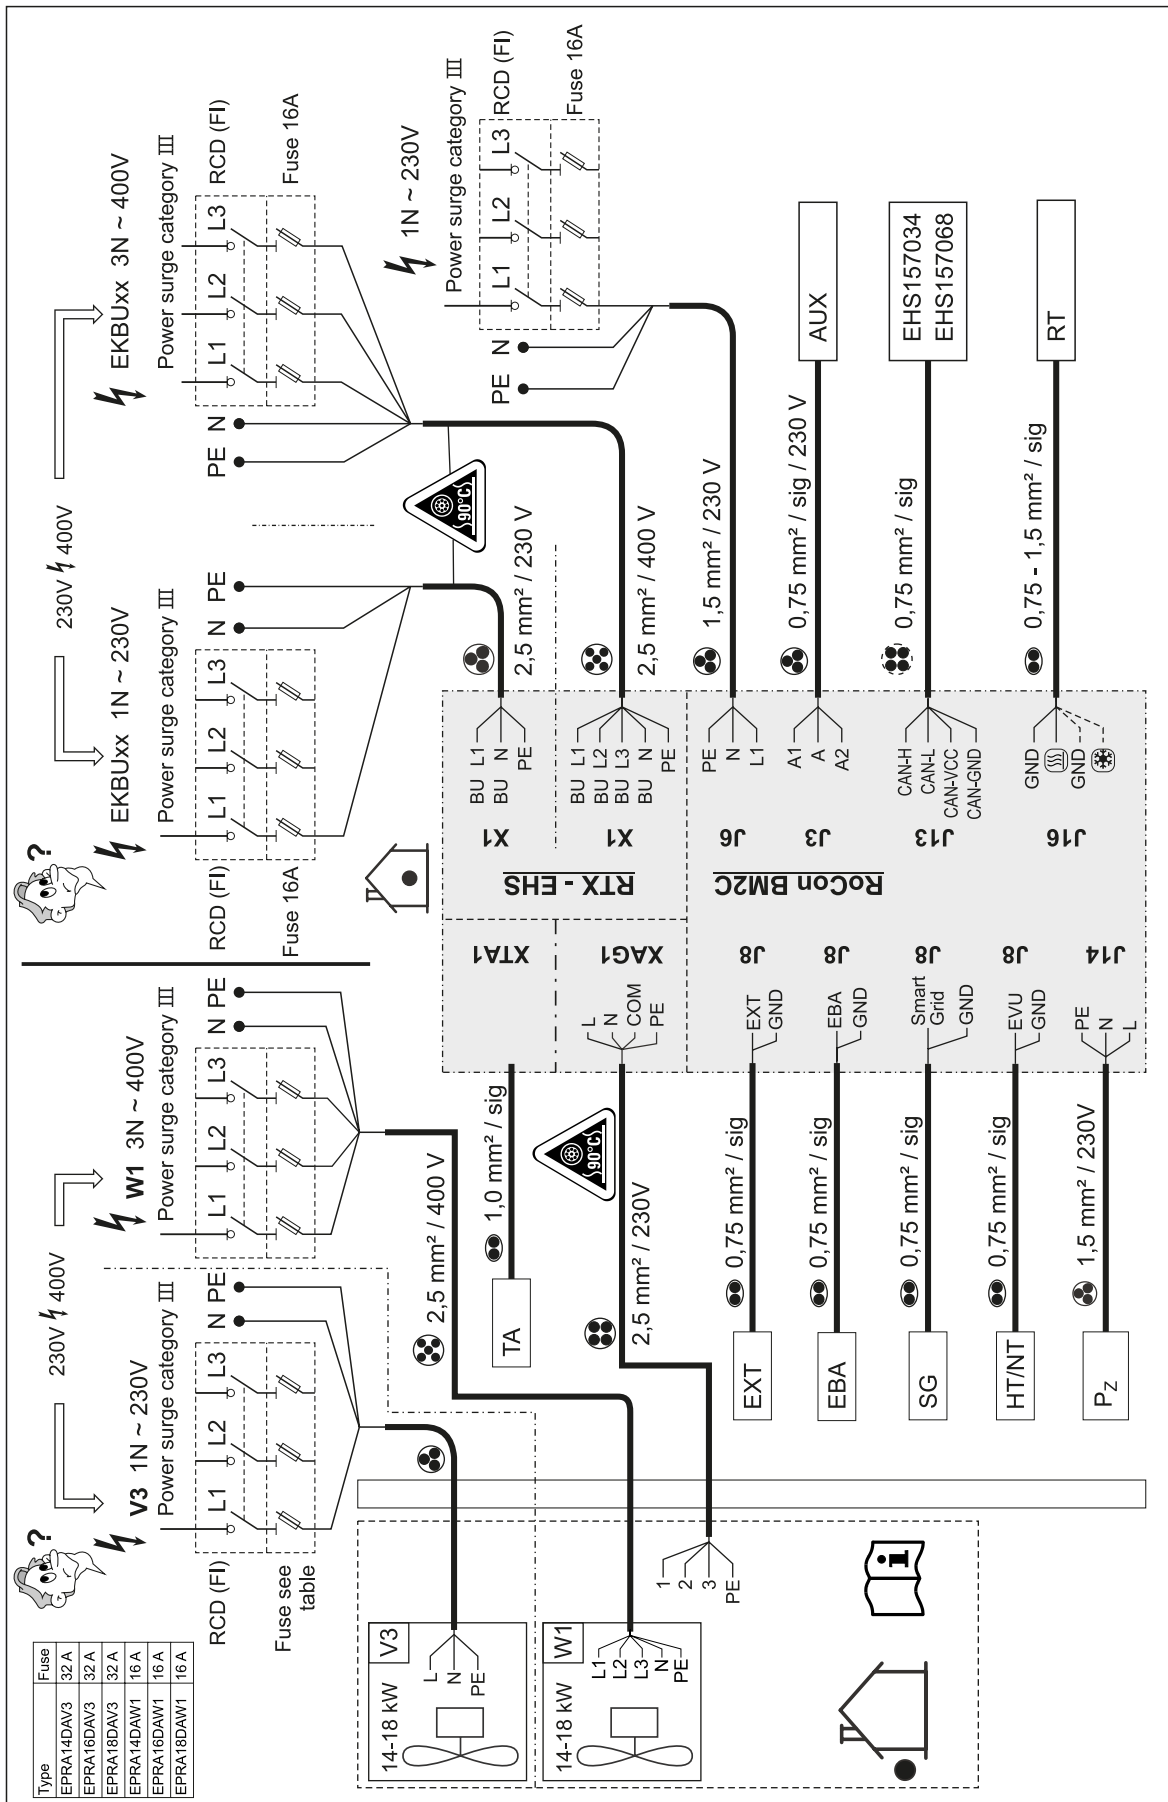 Type Fuse
EPRA14DAV3 32 A
EPRA16DAV3 32 A
EPRA18DAV3 32 A
EPRA14DAW1 16 A
EPRA16DAW1 16 A
EPRA18DAW1 16 A
?
230V 400V
V3 1N ~ 230V
Power surge category III
L1 L2 L3 N PE
RCD (FI)
Fuse see
table
W1 3N ~ 400V
Power surge category III
L1 L2 L3 N PE
?
230V 400V
EKBUxx 1N ~ 230V
Power surge category III
L1 L2 L3 N PE
RCD (FI)
Fuse 16A
EKBUxx 3N ~ 400V
Power surge category III
PE N L1 L2 L3
RCD (FI)
Fuse 16A
1N ~ 230V
Power surge category III
PE N L1 L2 L3
RCD (FI)
Fuse 16A
90°C
14-18 kW
V3
L
N
PE
14-18 kW
W1
L1
L2
L3
N
PE
1
2
3
PE
i
2,5 mm² / 400 V
TA
1,0 mm² / sig
90°C
2,5 mm² / 230V
EXT
0,75 mm² / sig
EBA
0,75 mm² / sig
SG
0,75 mm² / sig
HT/NT
0,75 mm² / sig
PZ
1,5 mm² / 230V
XTA1
XAG1
L
N
COM
PE
J8
EXT
GND
J8
EBA
GND
J8
Smart
Grid
GND
J8
EVU
GND
J14
PE
N
L
RTX - EHS
RoCon BM2C
X1
BU L1
BU N
PE
2,5 mm² / 230 V
X1
BU L1
BU L2
BU L3
BU N
PE
2,5 mm² / 400 V
J6
PE
N
L1
1,5 mm² / 230 V
J3
A1
A
A2
0,75 mm² / sig / 230 V
AUX
J13
CAN-H
CAN-L
CAN-VCC
CAN-GND
0,75 mm² / sig
EHS157034
EHS157068
J16
GND
GND
0,75 - 1,5 mm² / sig
RT